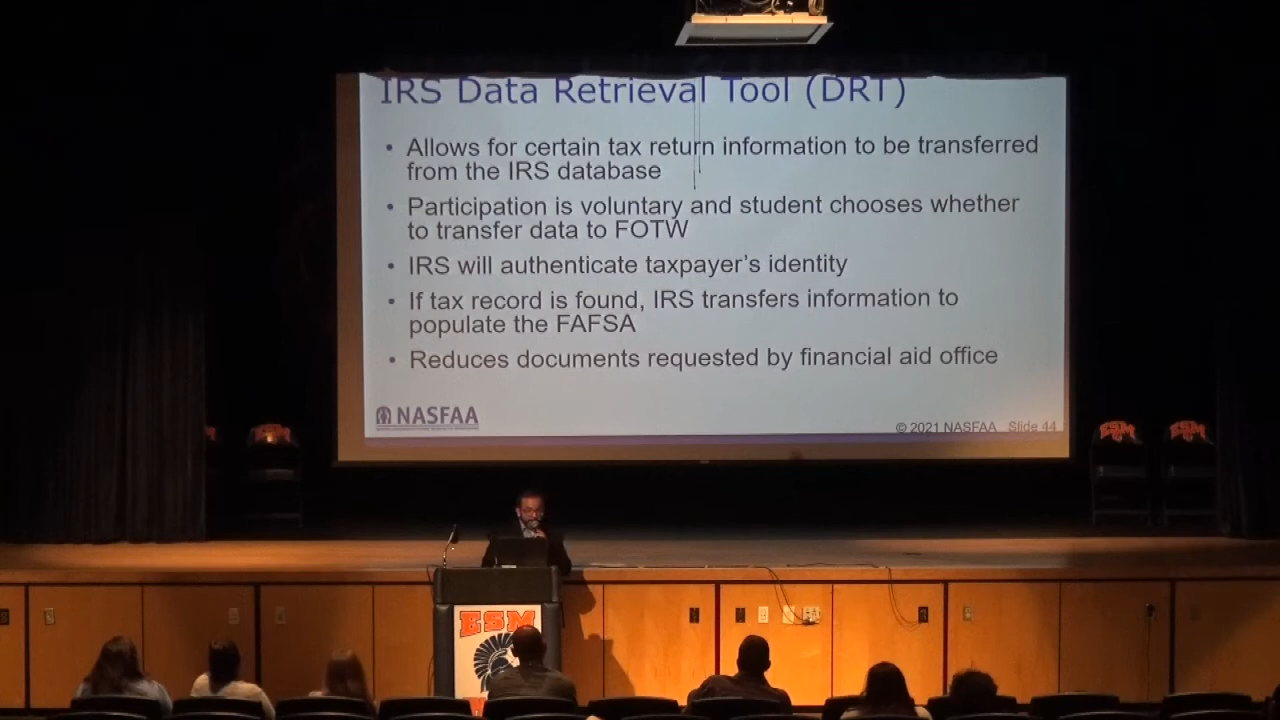 IRS Data Retrieval Tool (DRT)
• Allows for certain tax return information to be transferred
from the IRS database
• Participation is voluntary and student chooses whether
to transfer data to FOTW
• IRS will authenticate taxpayer's identity
• If tax record is found, IRS transfers information to
populate the FAFSA
• Reduces documents requested by financial aid office
NASFAA
© 2021 NASFAA Slide 44
ESM
ESM
ESM
ESM